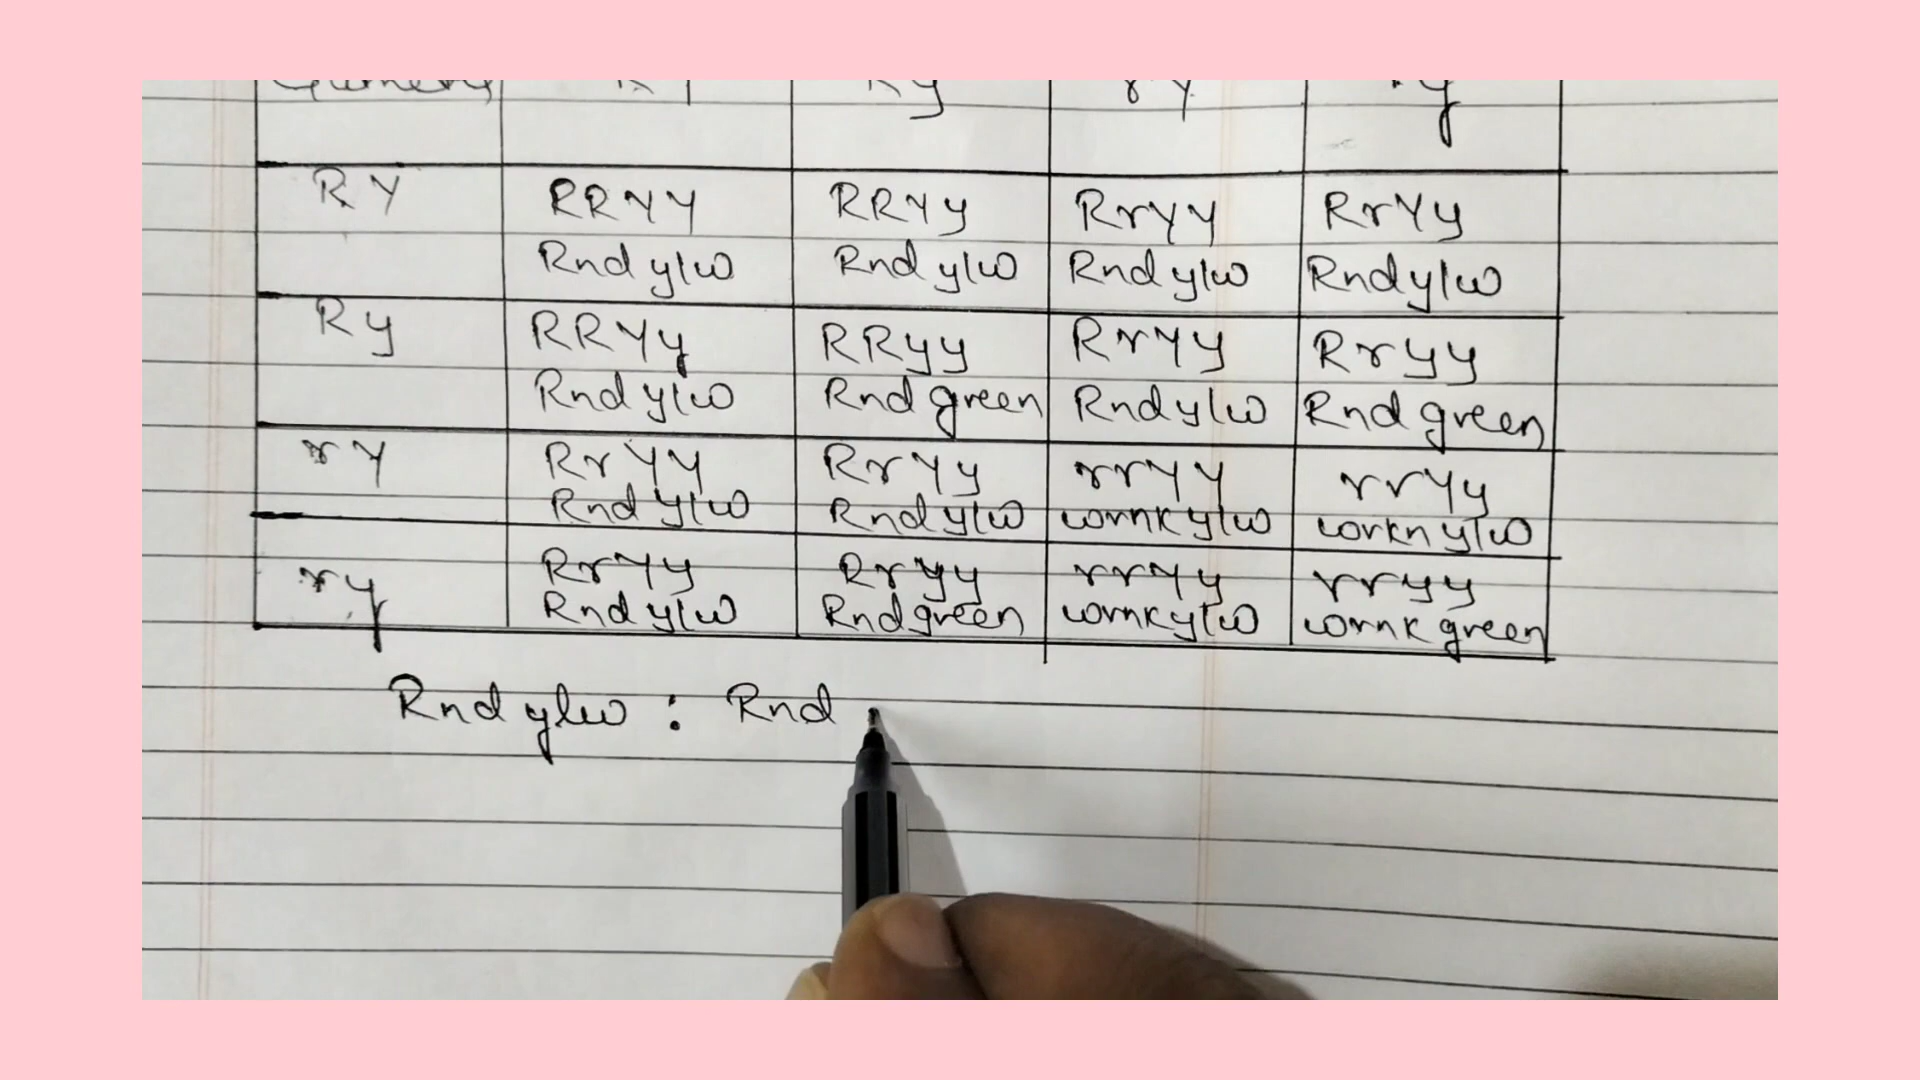 RY RRYY RRYy RrYY RrYy
Rnd ylw Rnd ylw Rnd ylw Rnd ylw
Ry RRYy RRyy RrYy Rryy
Rnd ylw Rnd green Rnd ylw Rnd green
rY RrYY RrYy rrYY rrYy
Rnd ylw Rnd ylw wrnk ylw workn ylw
ry RrYy Rryy rrYy rryy
Rnd ylw Rnd green wrnk ylw wrnk green
Rnd ylw : Rnd